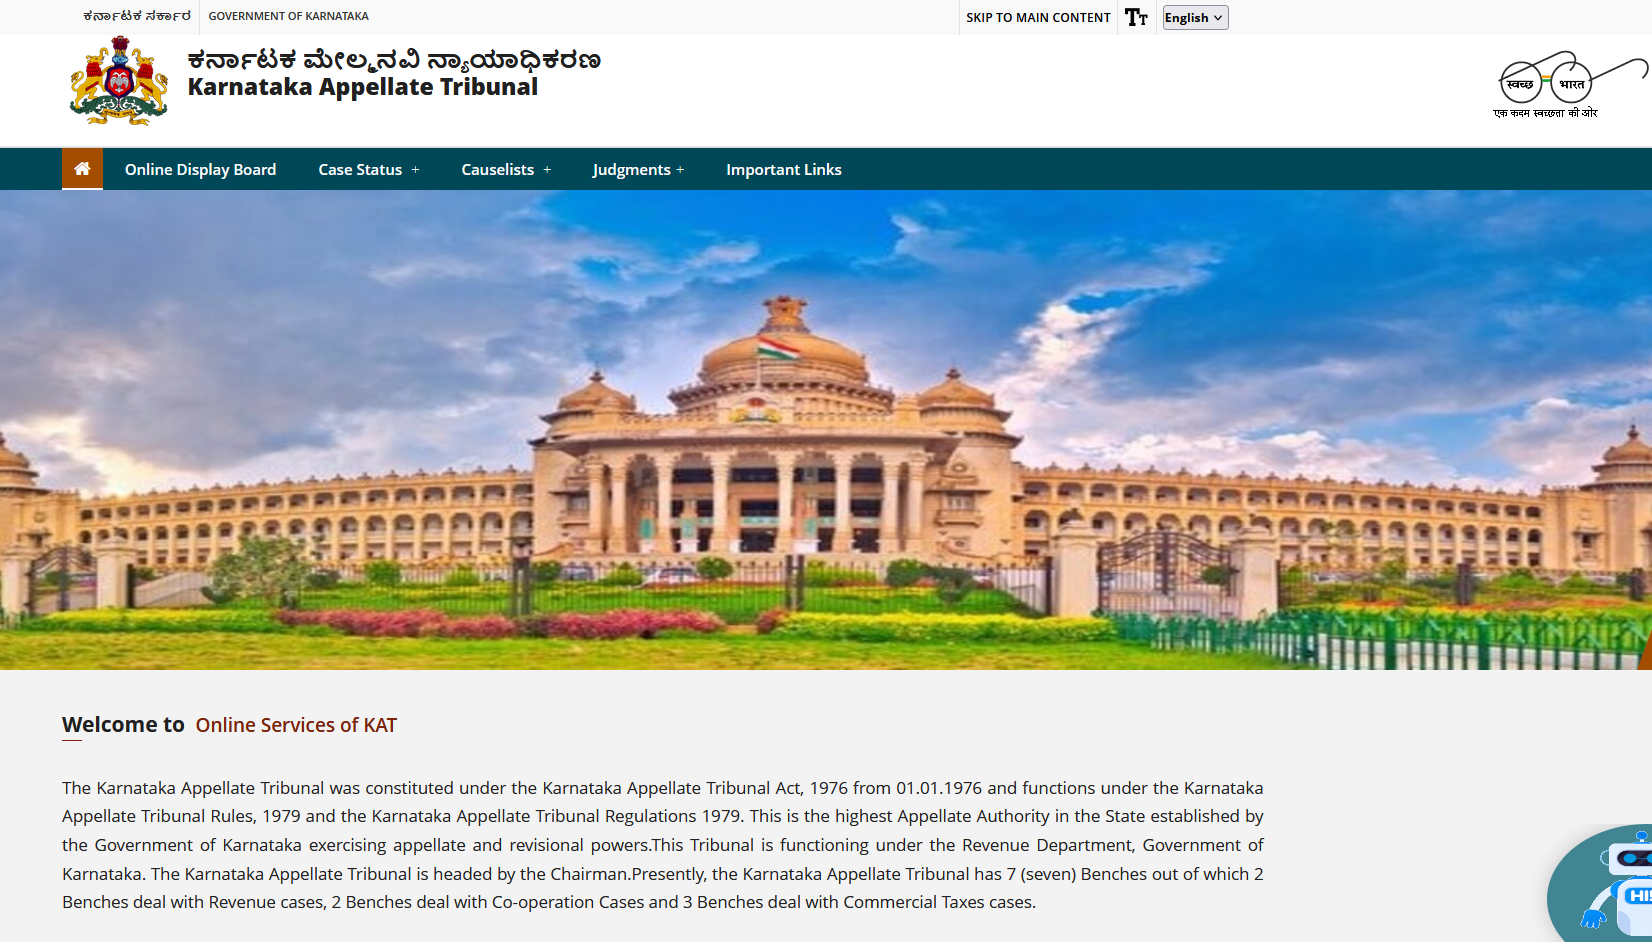 ಕರ್ನಾಟಕ ಸರ್ಕಾರ GOVERNMENT OF KARNATAKA SKIP TO MAIN CONTENT TT English
ಕರ್ನಾಟಕ ಮೇಲ್ಮನವಿ ನ್ಯಾಯಾಧಿಕರಣ
Karnataka Appellate Tribunal
स्वच्छ भारत
एक कदम स्वच्छता की ओर
Online Display Board Case Status + Causelists + Judgments + Important Links
Welcome to Online Services of KAT
The Karnataka Appellate Tribunal was constituted under the Karnataka Appellate Tribunal Act, 1976 from 01.01.1976 and functions under the Karnataka
Appellate Tribunal Rules, 1979 and the Karnataka Appellate Tribunal Regulations 1979. This is the highest Appellate Authority in the State established by
the Government of Karnataka exercising appellate and revisional powers.This Tribunal is functioning under the Revenue Department, Government of
Karnataka. The Karnataka Appellate Tribunal is headed by the Chairman.Presently, the Karnataka Appellate Tribunal has 7 (seven) Benches out of which 2
Benches deal with Revenue cases, 2 Benches deal with Co-operation Cases and 3 Benches deal with Commercial Taxes cases.
HI!